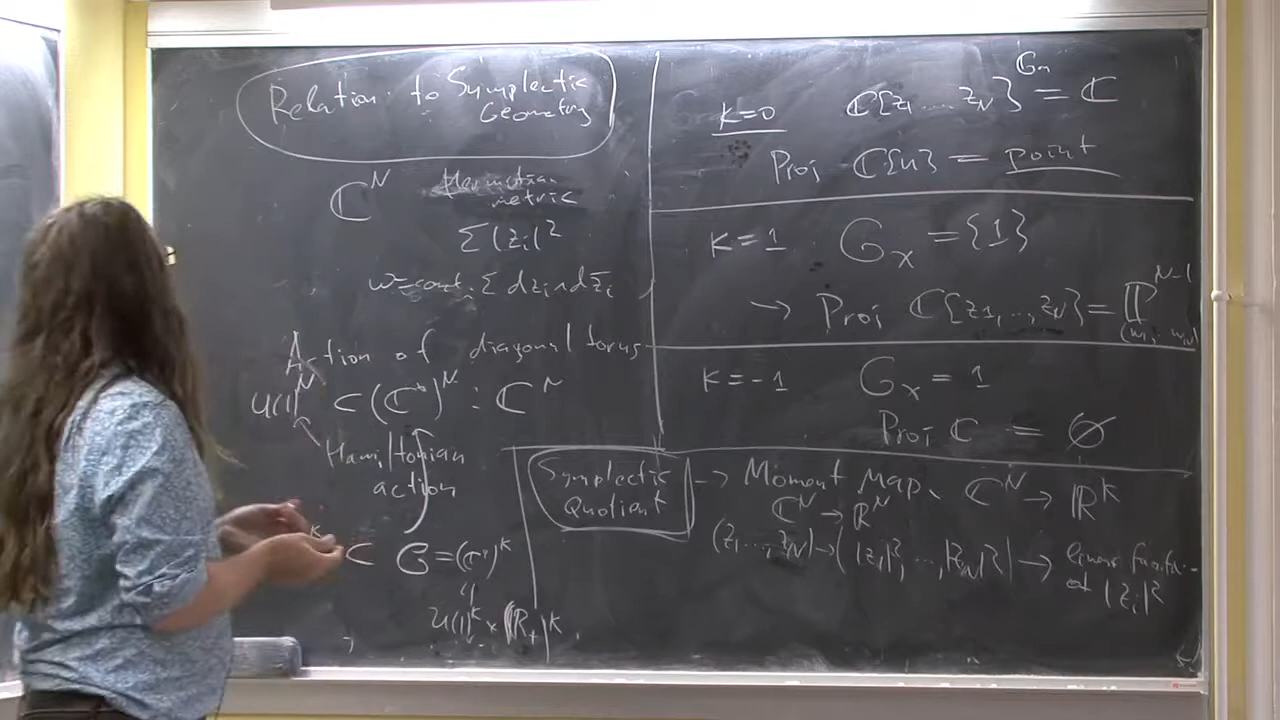 Relation to Symplectic
Geometry
ℂ^N Hermitian
metric
Σ|z_i|^2
ω=const. Σ dz_i∧dz̄_i
Action of diagonal torus
U(1)^N ⊂ (ℂ*)^N : ℂ^N
Hamiltonian
action
k ⊂ G = (ℂ*)^k
U(1)^k × (ℝ_+)^k
k=0 ℂ[z_1, ..., z_N]^{G_m} = ℂ
Proj ℂ[u] = point
k=1 G_x = {1}
→ Proj ℂ[z_1, .., z_N] = ℙ^{N-1}
(w_1 .. w_N)
k=-1 G_x = 1
Proj ℂ = ∅
Symplectic
Quotient
→ Moment Map, ℂ^N → ℝ^k
ℂ^N → ℝ^N
(z_1, ..., z_N) → (|z_1|^2, ..., |z_N|^2) → linear
of |z_i|^2